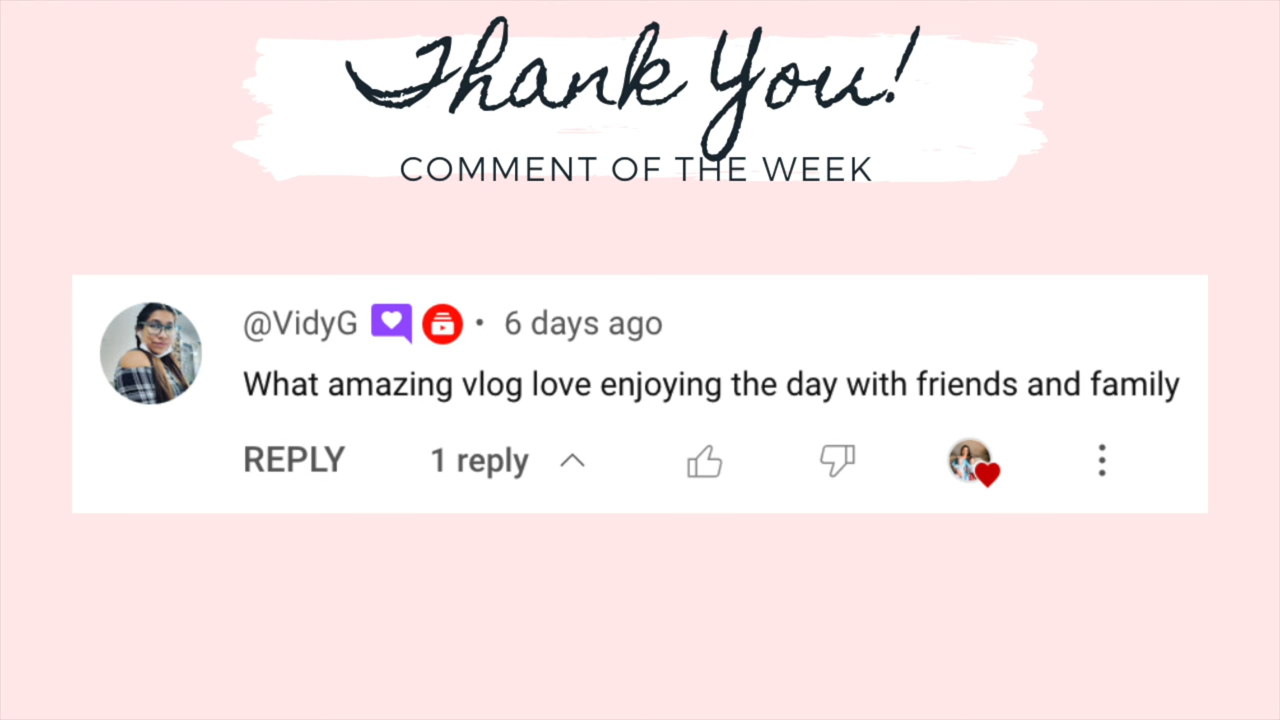 Thank You!
COMMENT OF THE WEEK
@VidyG • 6 days ago
What amazing vlog love enjoying the day with friends and family
REPLY 1 reply